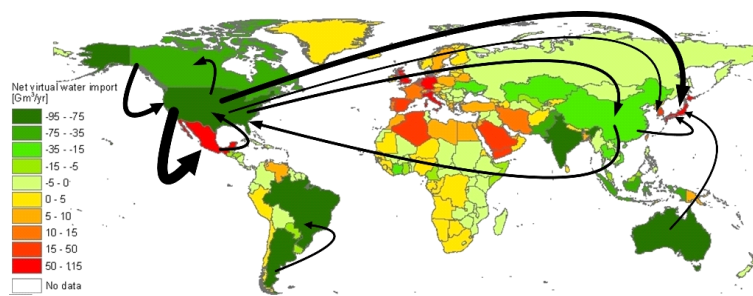 Net virtual water import
[Gm³/yr]
-95 - -75
-75 - -35
-35 - -15
-15 - -5
-5 - 0
0 - 5
5 - 10
10 - 15
15 - 50
50 - 115
No data